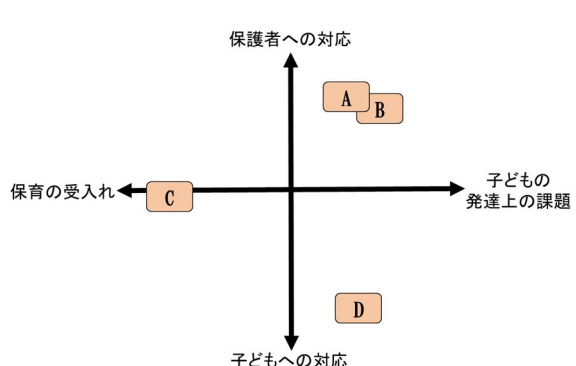 保護者への対応
A
B
保育の受入れ
C
子どもの
発達上の課題
D
子どもへの対応